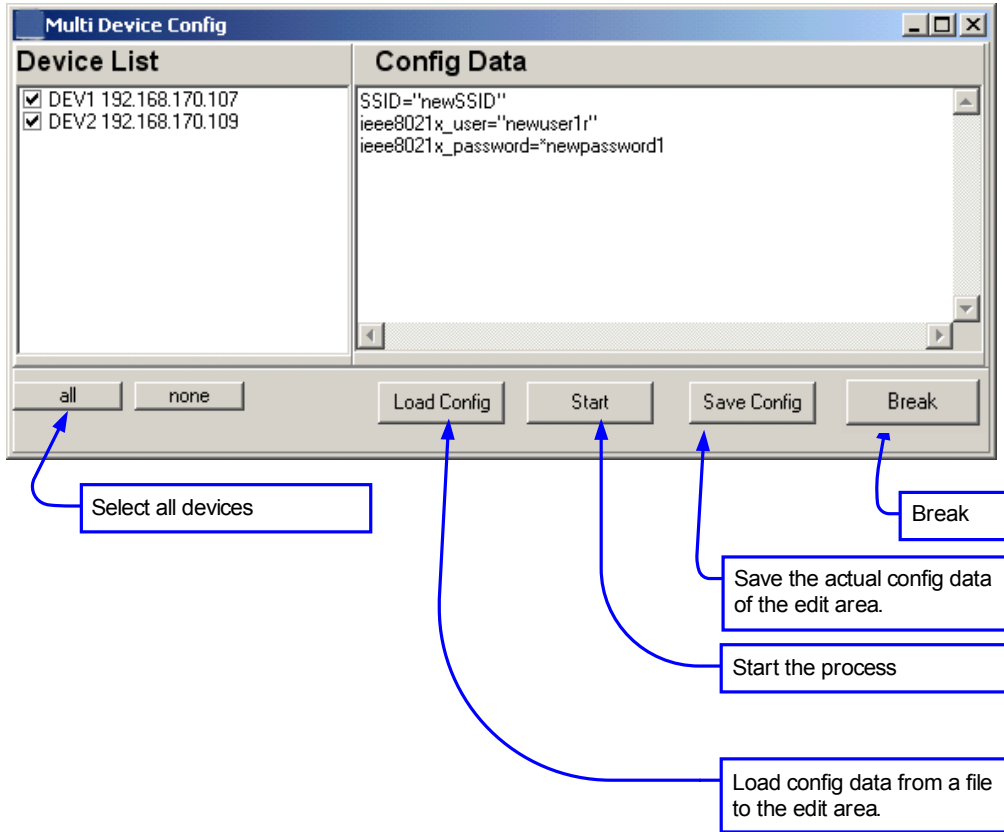 Multi Device Config
Device List
Config Data
DEV1 192.168.170.107
DEV2 192.168.170.109
SSID="newSSID"
ieee8021x_user="newuser1r"
ieee8021x_password=*newpassword1
all
none
Load Config
Start
Save Config
Break
Select all devices
Break
Save the actual config data
of the edit area.
Start the process
Load config data from a file
to the edit area.